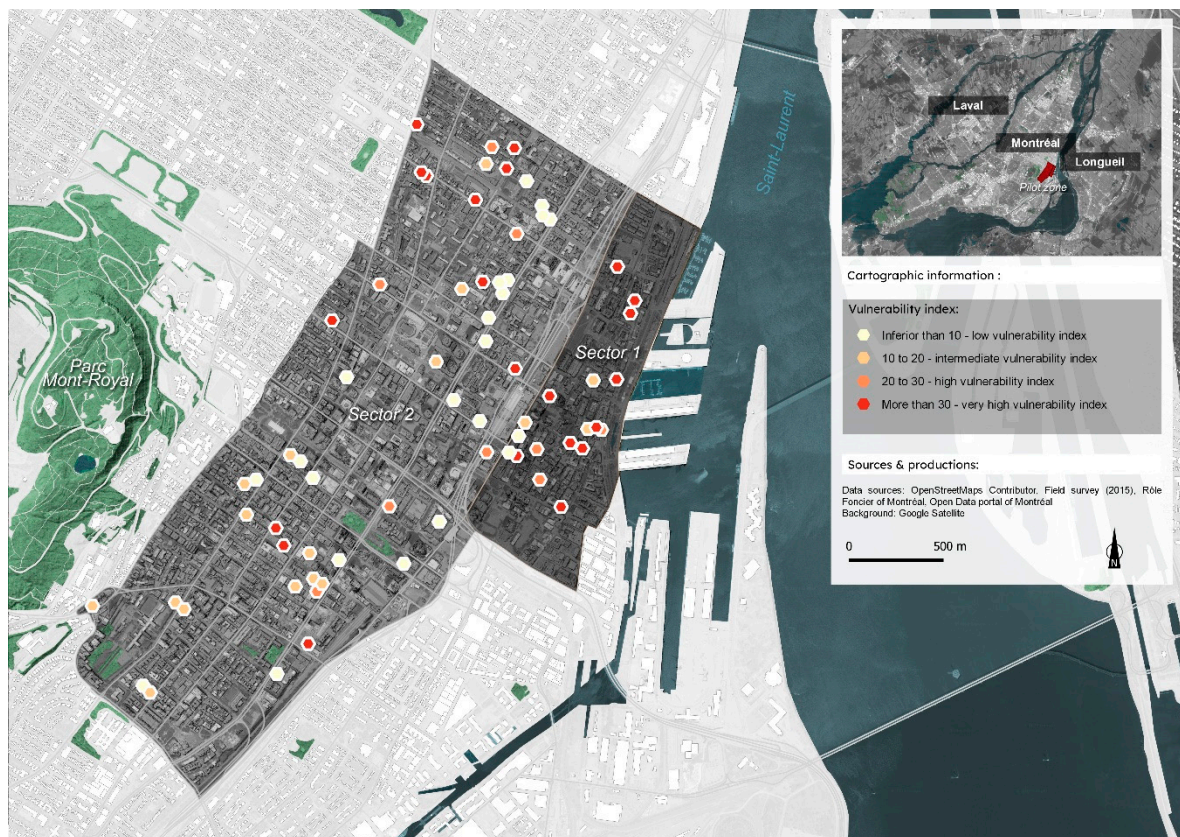 Saint-Laurent
Parc
Mont-Royal
Sector 1
Sector 2
Laval
Montréal
Longueil
Pilot zone
Cartographic information :
Vulnerability index:
Inferior than 10 - low vulnerability index
10 to 20 - intermediate vulnerability index
20 to 30 - high vulnerability index
More than 30 - very high vulnerability index
Sources & productions:
Data sources: OpenStreetMaps Contributor, Field survey (2015), Rôle
Foncier of Montréal, Open Data portal of Montréal
Background: Google Satellite
0 500 m
N